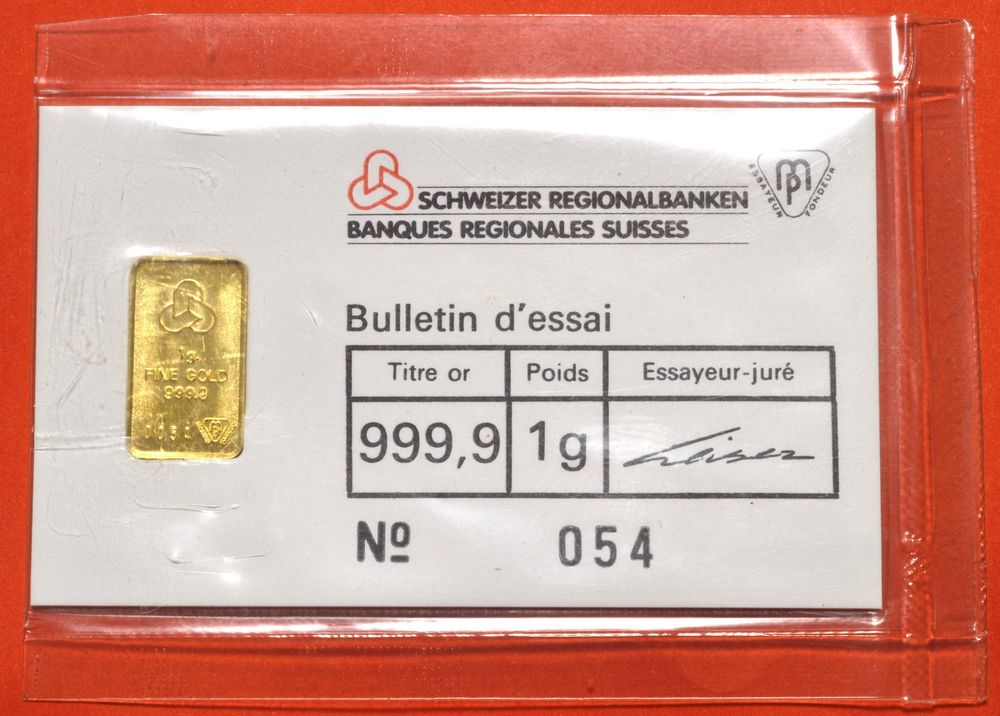 SCHWEIZER REGIONALBANKEN
BANQUES REGIONALES SUISSES
ESSAYEUR FONDEUR
MP
Bulletin d'essai
Titre or Poids Essayeur-juré
999,9 1g
Nº 054
1g
FINE GOLD
999.9